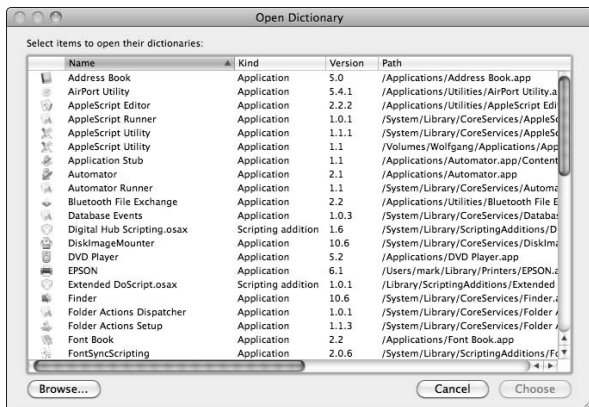 Open Dictionary
Select items to open their dictionaries:
Name Kind Version Path
Address Book Application 5.0 /Applications/Address Book.app
AirPort Utility Application 5.4.1 /Applications/Utilities/AirPort Utility.a
AppleScript Editor Application 2.2.2 /Applications/Utilities/AppleScript Edi
AppleScript Runner Application 1.0.1 /System/Library/CoreServices/AppleSc
AppleScript Utility Application 1.1.1 /System/Library/CoreServices/AppleSc
AppleScript Utility Application 1.1 /Volumes/Wolfgang/Applications/App
Application Stub Application 1.1 /Applications/Automator.app/Content
Automator Application 2.1 /Applications/Automator.app
Automator Runner Application 1.1 /System/Library/CoreServices/Automa
Bluetooth File Exchange Application 2.2 /Applications/Utilities/Bluetooth File E
Database Events Application 1.0.3 /System/Library/CoreServices/Databas
Digital Hub Scripting.osax Scripting addition 1.6 /System/Library/ScriptingAdditions/D
DiskImageMounter Application 10.6 /System/Library/CoreServices/DiskIma
DVD Player Application 5.2 /Applications/DVD Player.app
EPSON Application 6.1 /Users/mark/Library/Printers/EPSON.a
Extended DoScript.osax Scripting addition 1.0.1 /Library/ScriptingAdditions/Extended
Finder Application 10.6 /System/Library/CoreServices/Finder.a
Folder Actions Dispatcher Application 1.0.1 /System/Library/CoreServices/Folder A
Folder Actions Setup Application 1.1.3 /System/Library/CoreServices/Folder A
Font Book Application 2.2 /Applications/Font Book.app
FontSyncScripting Application 2.0.6 /System/Library/ScriptingAdditions/Fo
Browse... Cancel Choose